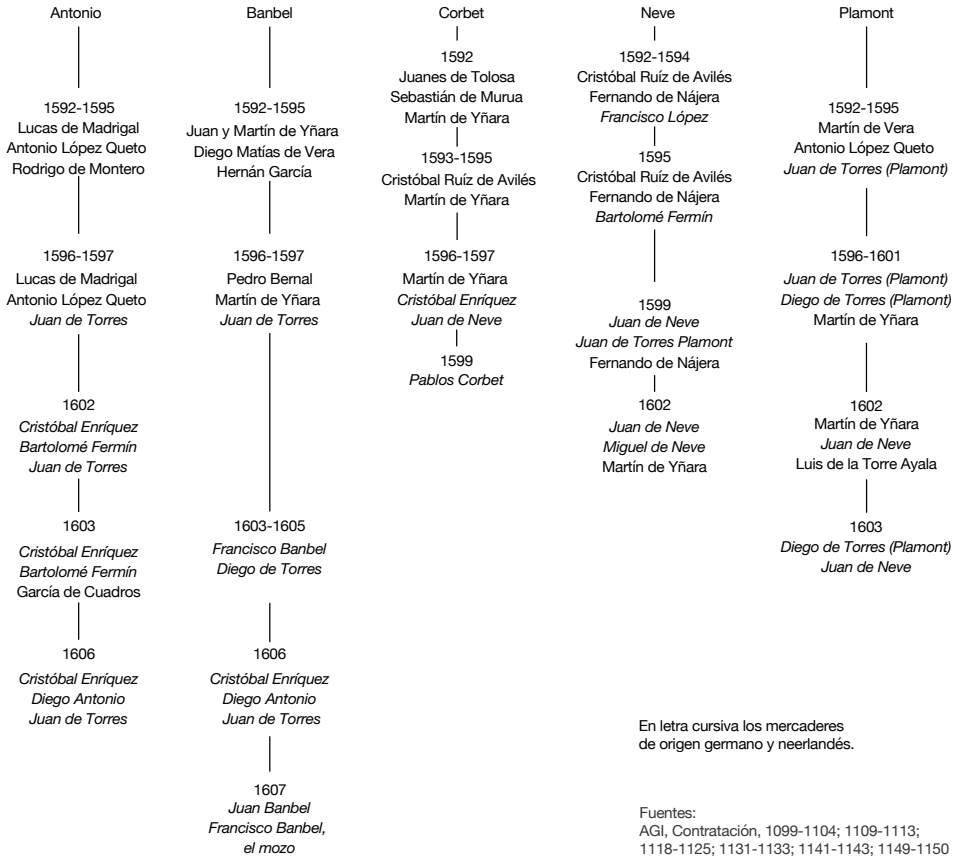 Antonio
1592-1595
Lucas de Madrigal
Antonio López Queto
Rodrigo de Montero
1596-1597
Lucas de Madrigal
Antonio López Queto
Juan de Torres
1602
Cristóbal Enríquez
Bartolomé Fermín
Juan de Torres
1603
Cristóbal Enríquez
Bartolomé Fermín
García de Cuadros
1606
Cristóbal Enríquez
Diego Antonio
Juan de Torres
Banbel
1592-1595
Juan y Martín de Yñara
Diego Matías de Vera
Hernán García
1596-1597
Pedro Bernal
Martín de Yñara
Juan de Torres
1603-1605
Francisco Banbel
Diego de Torres
1606
Cristóbal Enríquez
Diego Antonio
Juan de Torres
1607
Juan Banbel
Francisco Banbel,
el mozo
Corbet
1592
Juanes de Tolosa
Sebastián de Murua
Martín de Yñara
1593-1595
Cristóbal Ruíz de Avilés
Martín de Yñara
1596-1597
Martín de Yñara
Cristóbal Enríquez
Juan de Neve
1599
Pablos Corbet
Neve
1592-1594
Cristóbal Ruíz de Avilés
Fernando de Nájera
Francisco López
1595
Cristóbal Ruíz de Avilés
Fernando de Nájera
Bartolomé Fermín
1599
Juan de Neve
Juan de Torres Plamont
Fernando de Nájera
1602
Juan de Neve
Miguel de Neve
Martín de Yñara
Plamont
1592-1595
Martín de Vera
Antonio López Queto
Juan de Torres (Plamont)
1596-1601
Juan de Torres (Plamont)
Diego de Torres (Plamont)
Martín de Yñara
1602
Martín de Yñara
Juan de Neve
Luis de la Torre Ayala
1603
Diego de Torres (Plamont)
Juan de Neve
En letra cursiva los mercaderes
de origen germano y neerlandés.
Fuentes:
AGI, Contratación, 1099-1104; 1109-1113;
1118-1125; 1131-1133; 1141-1143; 1149-1150